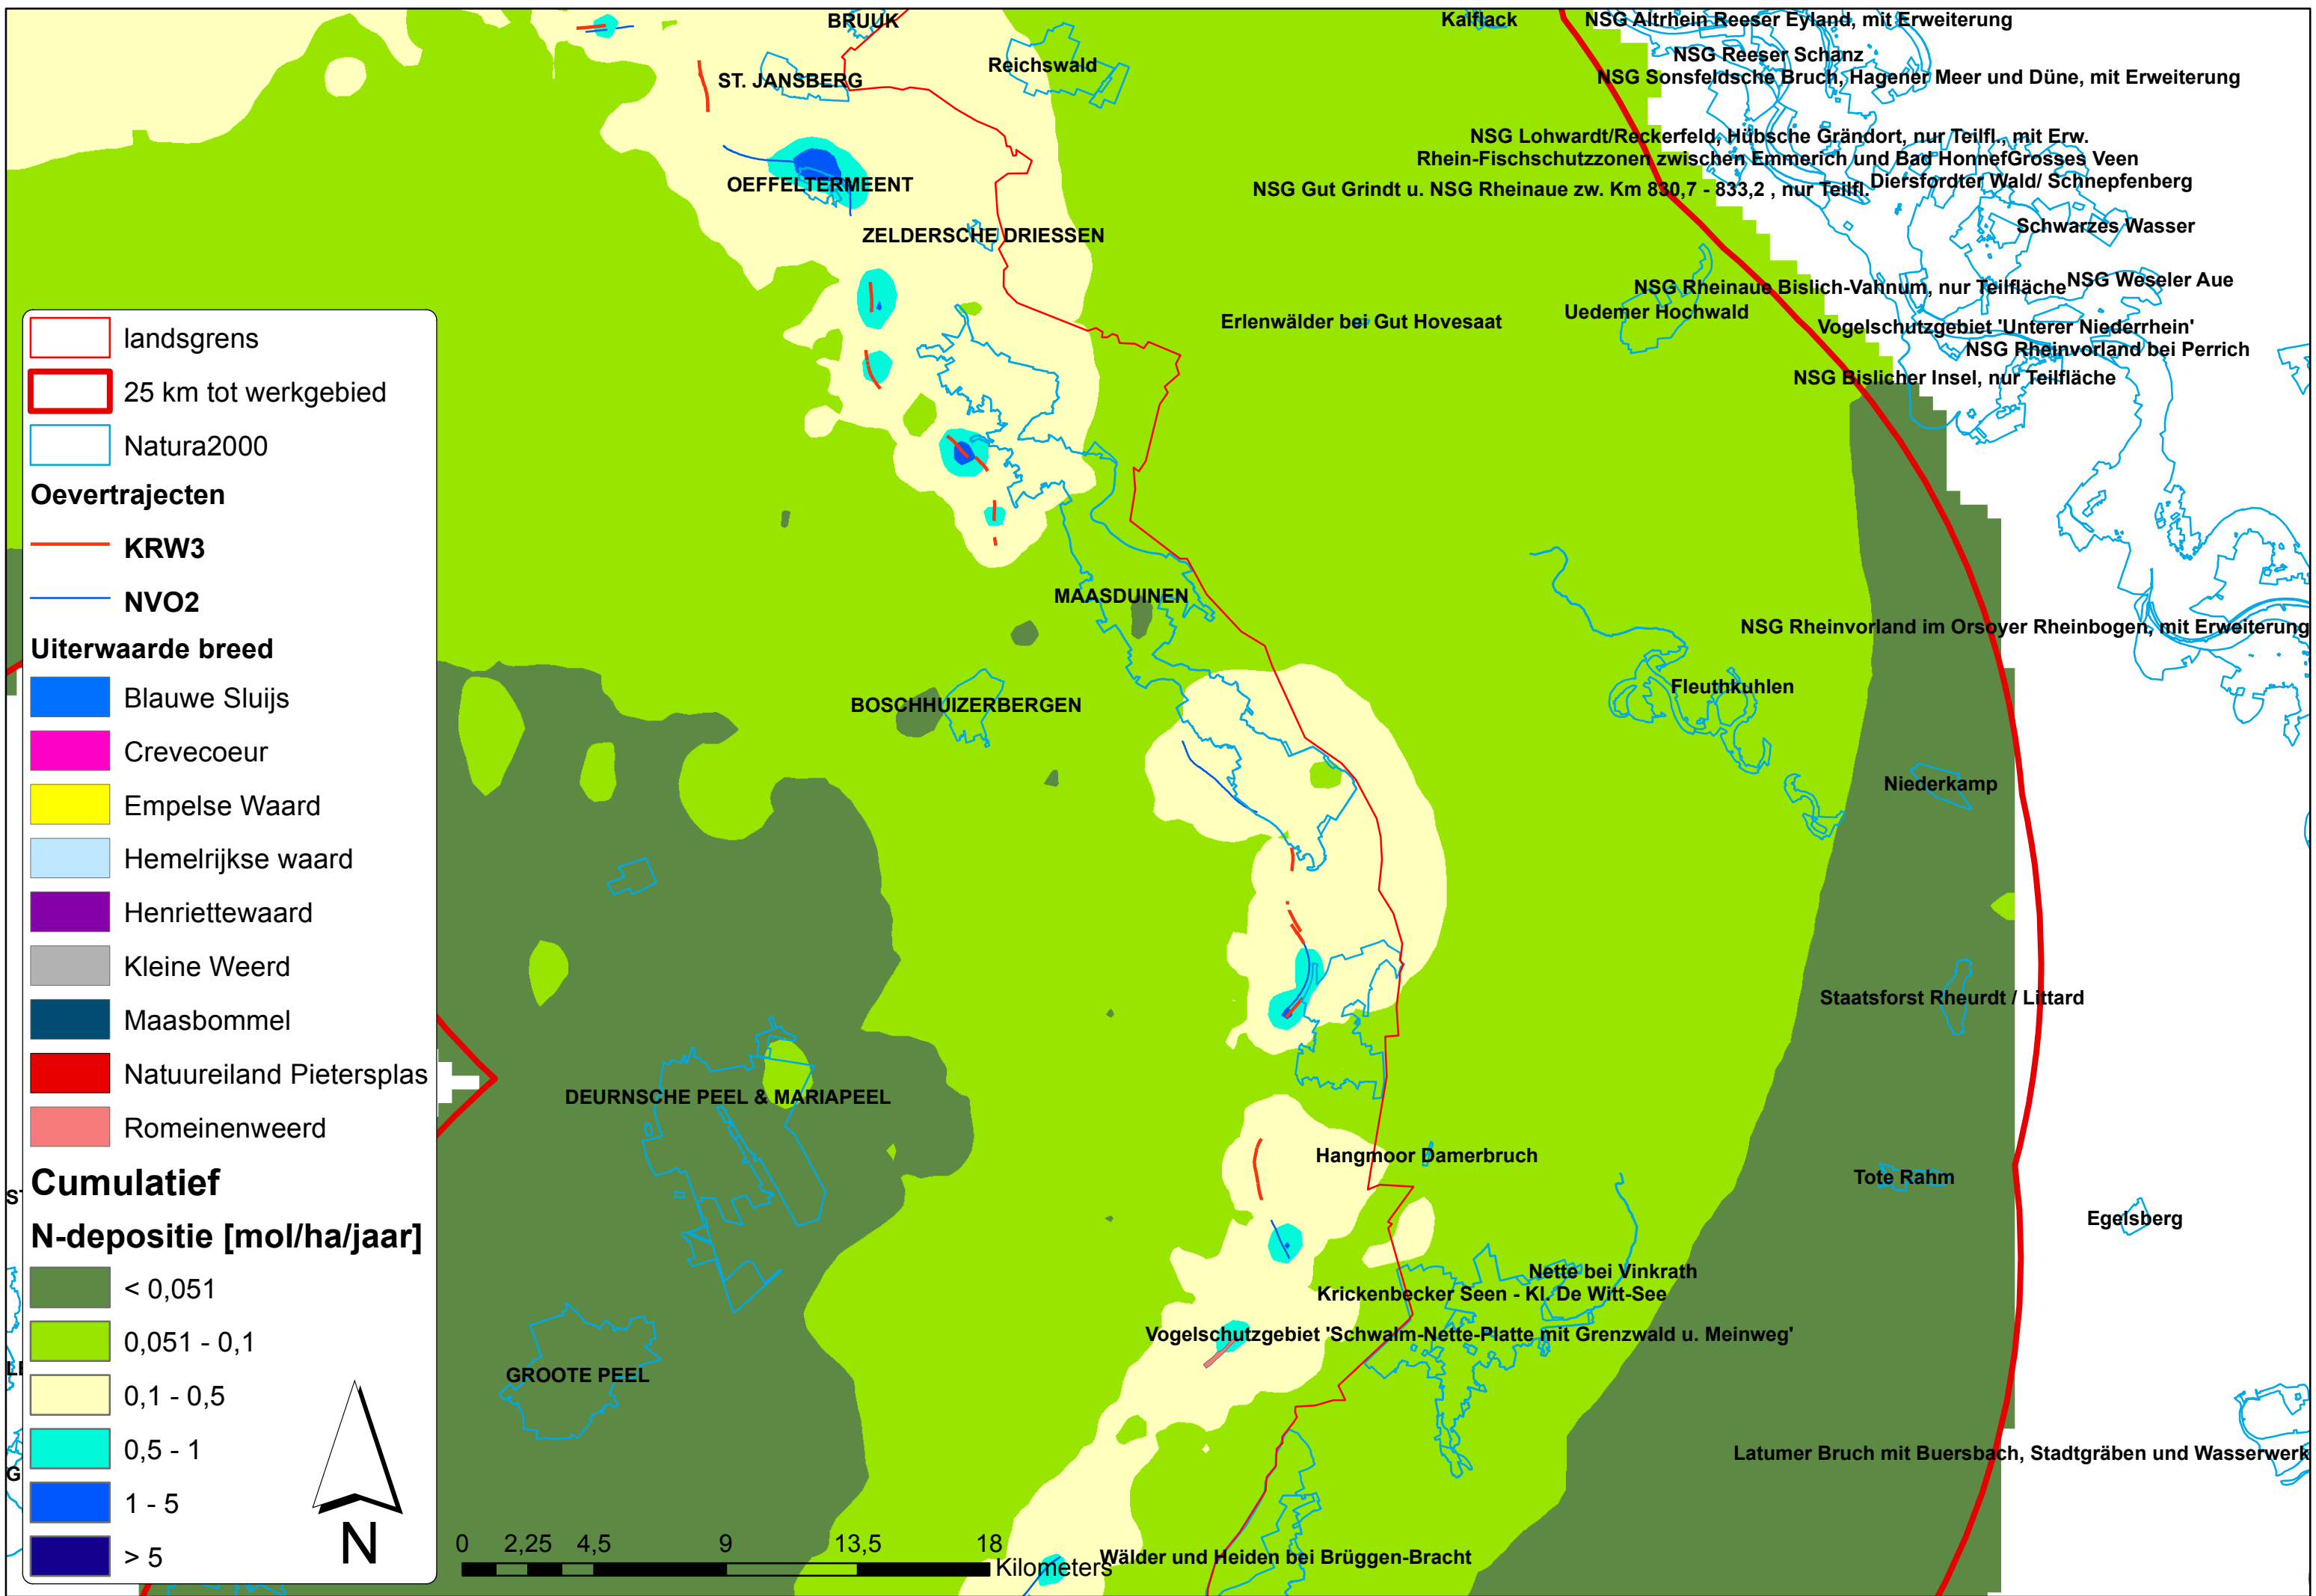 BRUUK
Kalflack
NSG Altrhein Reeser Eyland, mit Erweiterung
NSG Reeser Schanz
Reichswald
ST. JANSBERG
NSG Sonsfeldsche Bruch, Hagener Meer und Düne, mit Erweiterung
NSG Lohwardt/Reckerfeld, Hübsche Grändort, nur Teilfl., mit Erw.
Rhein-Fischschutzzonen zwischen Emmerich und Bad Honnef
Grosses Veen
OEFFELTERMEENT
NSG Gut Grindt u. NSG Rheinaue zw. Km 830,7 - 833,2 , nur Teilfl.
Diersfordter Wald/ Schnepfenberg
Schwarzes Wasser
ZELDERSCHE DRIESSEN
NSG Rheinaue Bislich-Vahnum, nur Teilfläche
NSG Weseler Aue
Erlenwälder bei Gut Hovesaat
Uedemer Hochwald
Vogelschutzgebiet 'Unterer Niederrhein'
NSG Rheinvorland bei Perrich
NSG Bislicher Insel, nur Teilfläche
MAASDUINEN
NSG Rheinvorland im Orsoyer Rheinbogen, mit Erweiterung
BOSCHHUIZERBERGEN
Fleuthkuhlen
Niederkamp
Staatsforst Rheurdt / Littard
DEURNSCHE PEEL & MARIAPEEL
Hangmoor Damerbruch
Tote Rahm
Egelsberg
Nette bei Vinkrath
Krickenbecker Seen - Kl. De Witt-See
Vogelschutzgebiet 'Schwalm-Nette-Platte mit Grenzwald u. Meinweg'
GROOTE PEEL
Latumer Bruch mit Buersbach, Stadtgräben und Wasserwerk
Wälder und Heiden bei Brüggen-Bracht
landsgrens
25 km tot werkgebied
Natura2000
Oevertrajecten
KRW3
NVO2
Uiterwaarde breed
Blauwe Sluijs
Crevecoeur
Empelse Waard
Hemelrijkse waard
Henriettewaard
Kleine Weerd
Maasbommel
Natuureiland Pietersplas
Romeinenweerd
Cumulatief
N-depositie [mol/ha/jaar]
< 0,051
0,051 - 0,1
0,1 - 0,5
0,5 - 1
1 - 5
> 5
N
0 2,25 4,5 9 13,5 18
Kilometers